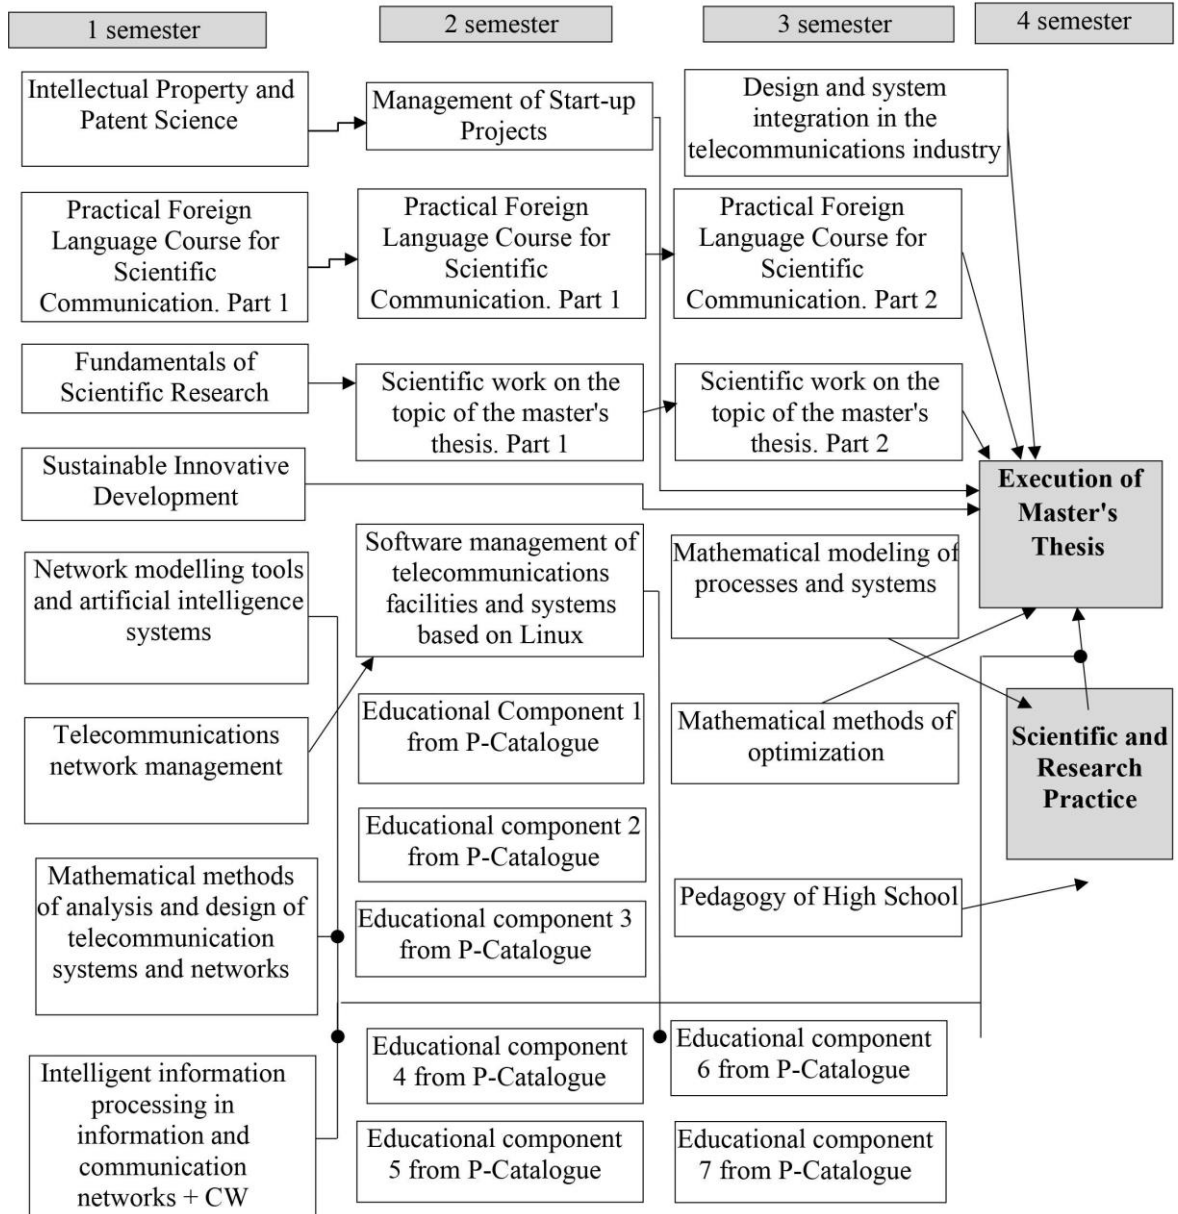 1 semester
2 semester
3 semester
4 semester
Intellectual Property and
Patent Science
Management of Start-up
Projects
Design and system
integration in the
telecommunications industry
Practical Foreign
Language Course for
Scientific
Communication. Part 1
Practical Foreign
Language Course for
Scientific
Communication. Part 1
Practical Foreign
Language Course for
Scientific
Communication. Part 2
Fundamentals of
Scientific Research
Scientific work on the
topic of the master's
thesis. Part 1
Scientific work on the
topic of the master's
thesis. Part 2
Sustainable Innovative
Development
Execution of
Master's
Thesis
Network modelling tools
and artificial intelligence
systems
Software management of
telecommunications
facilities and systems
based on Linux
Mathematical modeling of
processes and systems
Telecommunications
network management
Educational Component 1
from P-Catalogue
Mathematical methods of
optimization
Scientific and
Research
Practice
Educational component 2
from P-Catalogue
Mathematical methods
of analysis and design of
telecommunication
systems and networks
Educational component 3
from P-Catalogue
Pedagogy of High School
Intelligent information
processing in
information and
communication
networks + CW
Educational component
4 from P-Catalogue
Educational component
6 from P-Catalogue
Educational component
5 from P-Catalogue
Educational component
7 from P-Catalogue